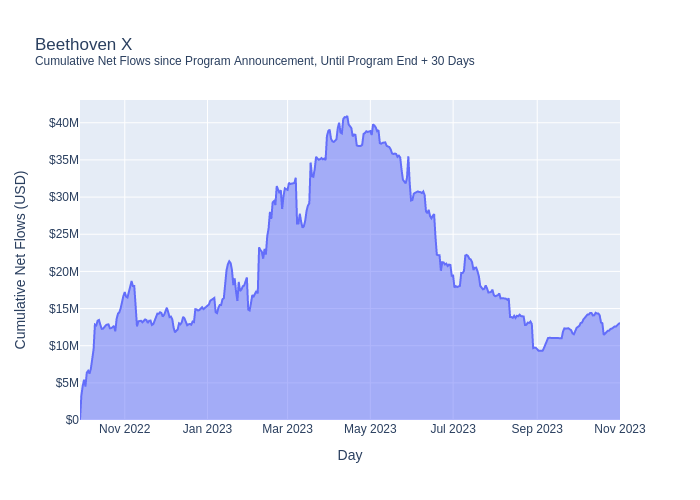 Beethoven X
Cumulative Net Flows since Program Announcement, Until Program End + 30 Days
Cumulative Net Flows (USD)
$40M
$35M
$30M
$25M
$20M
$15M
$10M
$5M
$0
Nov 2022 Jan 2023 Mar 2023 May 2023 Jul 2023 Sep 2023 Nov 2023
Day